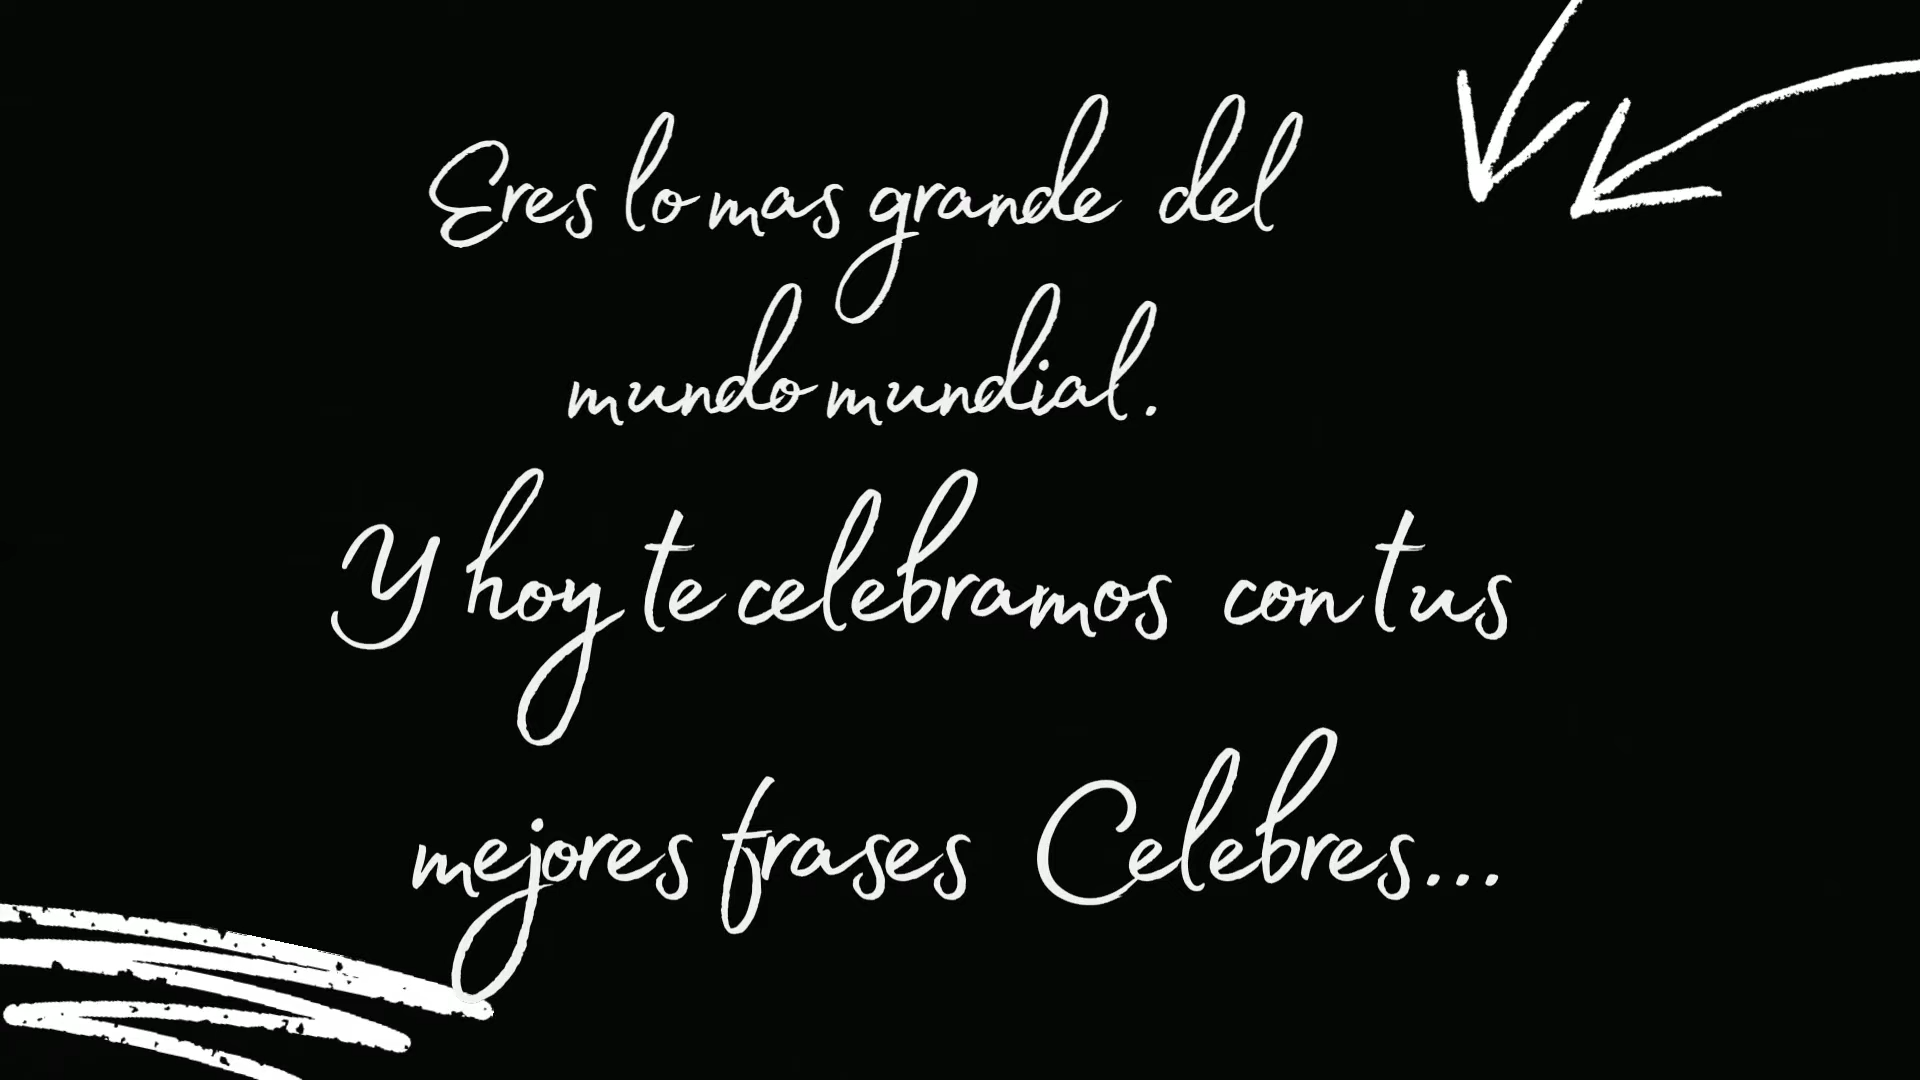 Eres lo mas grande del
mundo mundial.
Y hoy te celebramos con tus
mejores frases Celebres...